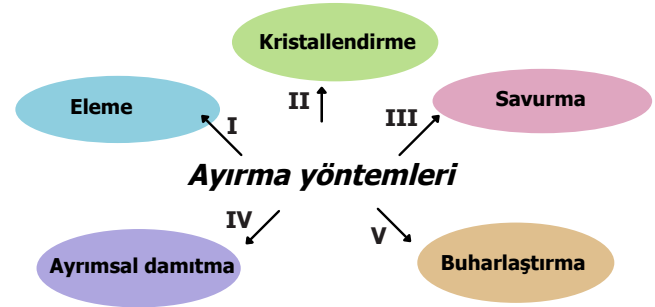 Kristallendirme
Eleme
Savurma
I
II
III
Ayırma yöntemleri
IV
V
Ayrımsal damıtma
Buharlaştırma